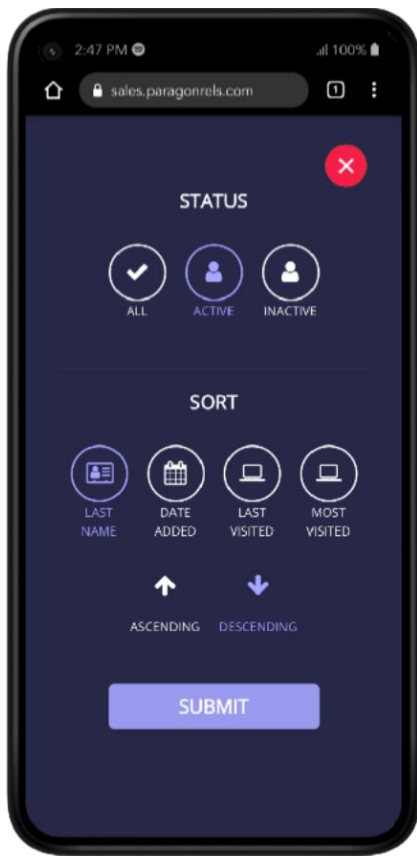 2:47 PM 100%
sales.paragonrels.com 1
STATUS
ALL ACTIVE INACTIVE
SORT
LAST NAME DATE ADDED LAST VISITED MOST VISITED
ASCENDING DESCENDING
SUBMIT